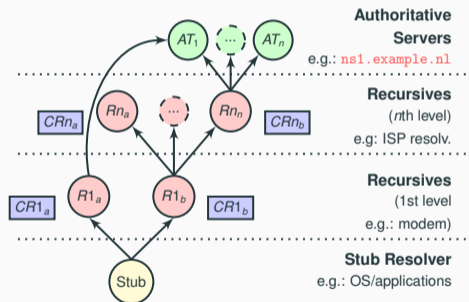 AT1 ... ATn
Authoritative
Servers
e.g.: ns1.example.nl
CRna Rna ... Rnn CRnb
Recursives
(nth level)
e.g: ISP resolv.
CR1a R1a R1b CR1b
Recursives
(1st level
e.g.: modem)
Stub
Stub Resolver
e.g.: OS/applications